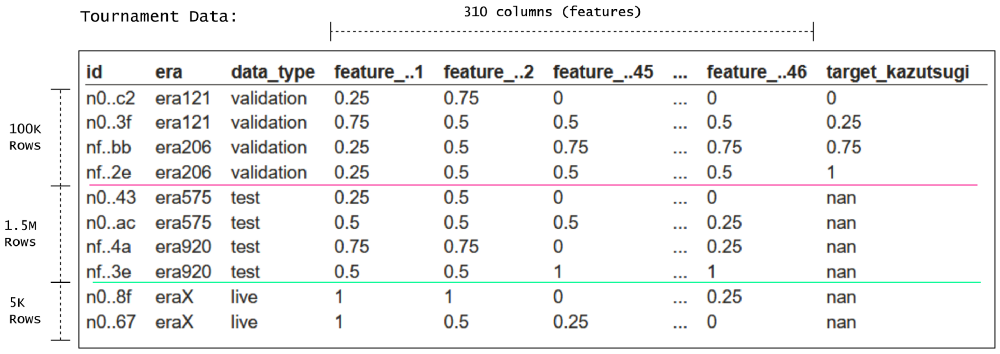 Tournament Data:
310 columns (features)
id era data_type feature_..1 feature_..2 feature_..45 ... feature_..46 target_kazutsugi
n0..c2 era121 validation 0.25 0.75 0 ... 0 0
n0..3f era121 validation 0.75 0.5 0.5 ... 0.5 0.25
nf..bb era206 validation 0.25 0.5 0.75 ... 0.75 0.75
nf..2e era206 validation 0.25 0.5 0.5 ... 0.5 1
100K
Rows
n0..43 era575 test 0.25 0.5 0 ... 0 nan
n0..ac era575 test 0.5 0.5 0.5 ... 0.25 nan
nf..4a era920 test 0.75 0.75 0 ... 0.25 nan
nf..3e era920 test 0.5 0.5 1 ... 1 nan
1.5M
Rows
n0..8f eraX live 1 1 0 ... 0.25 nan
n0..67 eraX live 1 0.5 0.25 ... 0 nan
5K
Rows